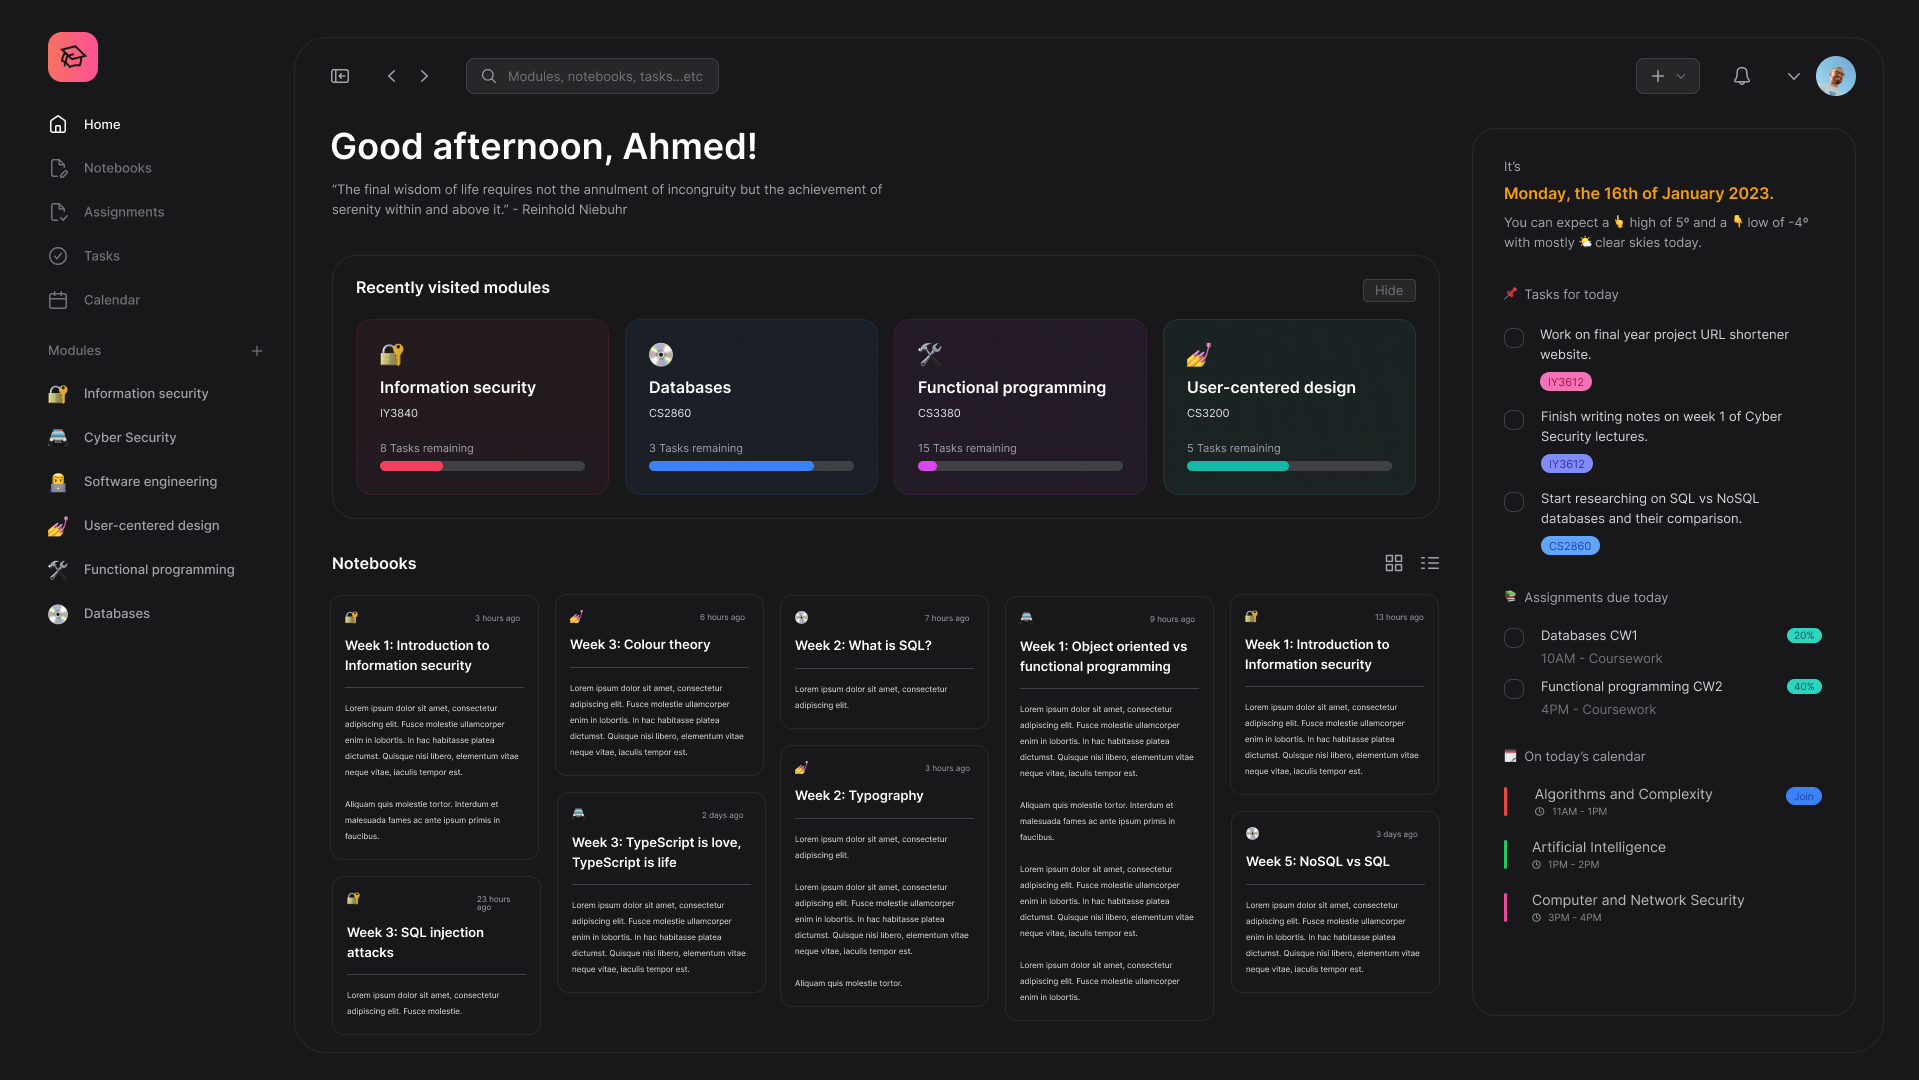 Home
Notebooks
Assignments
Tasks
Calendar
Modules
Information security
Cyber Security
Software engineering
User-centered design
Functional programming
Databases
Modules, notebooks, tasks...etc
Good afternoon, Ahmed!
“The final wisdom of life requires not the annulment of incongruity but the achievement of
serenity within and above it.” - Reinhold Niebuhr
Recently visited modules
Hide
Information security
IY3840
8 Tasks remaining
Databases
CS2860
3 Tasks remaining
Functional programming
CS3380
15 Tasks remaining
User-centered design
CS3200
5 Tasks remaining
Notebooks
3 hours ago
Week 1: Introduction to
Information security
Lorem ipsum dolor sit amet, consectetur
adipiscing elit. Fusce molestie ullamcorper
enim in lobortis. In hac habitasse platea
dictumst. Quisque nisi libero, elementum vitae
neque vitae, iaculis tempor est.
Aliquam quis molestie tortor. Interdum et
malesuada fames ac ante ipsum primis in
faucibus.
23 hours
ago
Week 3: SQL injection
attacks
Lorem ipsum dolor sit amet, consectetur
adipiscing elit. Fusce molestie.
6 hours ago
Week 3: Colour theory
Lorem ipsum dolor sit amet, consectetur
adipiscing elit. Fusce molestie ullamcorper
enim in lobortis. In hac habitasse platea
dictumst. Quisque nisi libero, elementum vitae
neque vitae, iaculis tempor est.
2 days ago
Week 3: TypeScript is love,
TypeScript is life
Lorem ipsum dolor sit amet, consectetur
adipiscing elit. Fusce molestie ullamcorper
enim in lobortis. In hac habitasse platea
dictumst. Quisque nisi libero, elementum vitae
neque vitae, iaculis tempor est.
7 hours ago
Week 2: What is SQL?
Lorem ipsum dolor sit amet, consectetur
adipiscing elit.
3 hours ago
Week 2: Typography
Lorem ipsum dolor sit amet, consectetur
adipiscing elit.
Lorem ipsum dolor sit amet, consectetur
adipiscing elit. Fusce molestie ullamcorper
enim in lobortis. In hac habitasse platea
dictumst. Quisque nisi libero, elementum vitae
neque vitae, iaculis tempor est.
Aliquam quis molestie tortor.
9 hours ago
Week 1: Object oriented vs
functional programming
Lorem ipsum dolor sit amet, consectetur
adipiscing elit. Fusce molestie ullamcorper
enim in lobortis. In hac habitasse platea
dictumst. Quisque nisi libero, elementum vitae
neque vitae, iaculis tempor est.
Aliquam quis molestie tortor. Interdum et
malesuada fames ac ante ipsum primis in
faucibus.
Lorem ipsum dolor sit amet, consectetur
adipiscing elit. Fusce molestie ullamcorper
enim in lobortis. In hac habitasse platea
dictumst. Quisque nisi libero, elementum vitae
neque vitae, iaculis tempor est.
Lorem ipsum dolor sit amet, consectetur
adipiscing elit. Fusce molestie ullamcorper
enim in lobortis.
13 hours ago
Week 1: Introduction to
Information security
Lorem ipsum dolor sit amet, consectetur
adipiscing elit. Fusce molestie ullamcorper
enim in lobortis. In hac habitasse platea
dictumst. Quisque nisi libero, elementum vitae
neque vitae, iaculis tempor est.
3 days ago
Week 5: NoSQL vs SQL
Lorem ipsum dolor sit amet, consectetur
adipiscing elit. Fusce molestie ullamcorper
enim in lobortis. In hac habitasse platea
dictumst. Quisque nisi libero, elementum vitae
neque vitae, iaculis tempor est.
It’s
Monday, the 16th of January 2023.
You can expect a 👆 high of 5º and a 👇 low of -4º
with mostly 🌤 clear skies today.
Tasks for today
Work on final year project URL shortener
website.
IY3612
Finish writing notes on week 1 of Cyber
Security lectures.
IY3612
Start researching on SQL vs NoSQL
databases and their comparison.
CS2860
Assignments due today
Databases CW1
20%
10AM - Coursework
Functional programming CW2
40%
4PM - Coursework
On today’s calendar
Algorithms and Complexity
Join
11AM - 1PM
Artificial Intelligence
1PM - 2PM
Computer and Network Security
3PM - 4PM